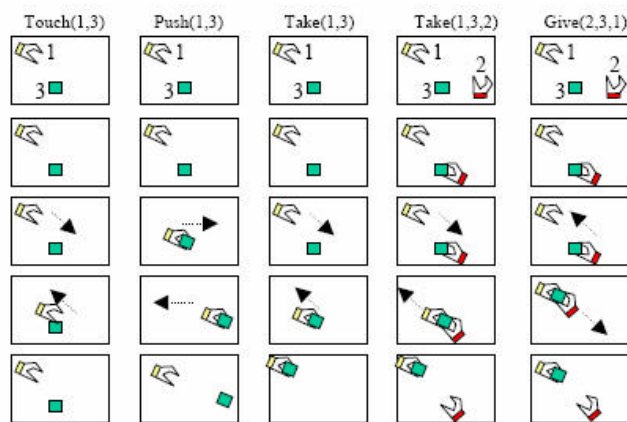 Touch(1,3) Push(1,3) Take(1,3) Take(1,3,2) Give(2,3,1)
1 1 1 1 1
2 2
3 3 3 3 3